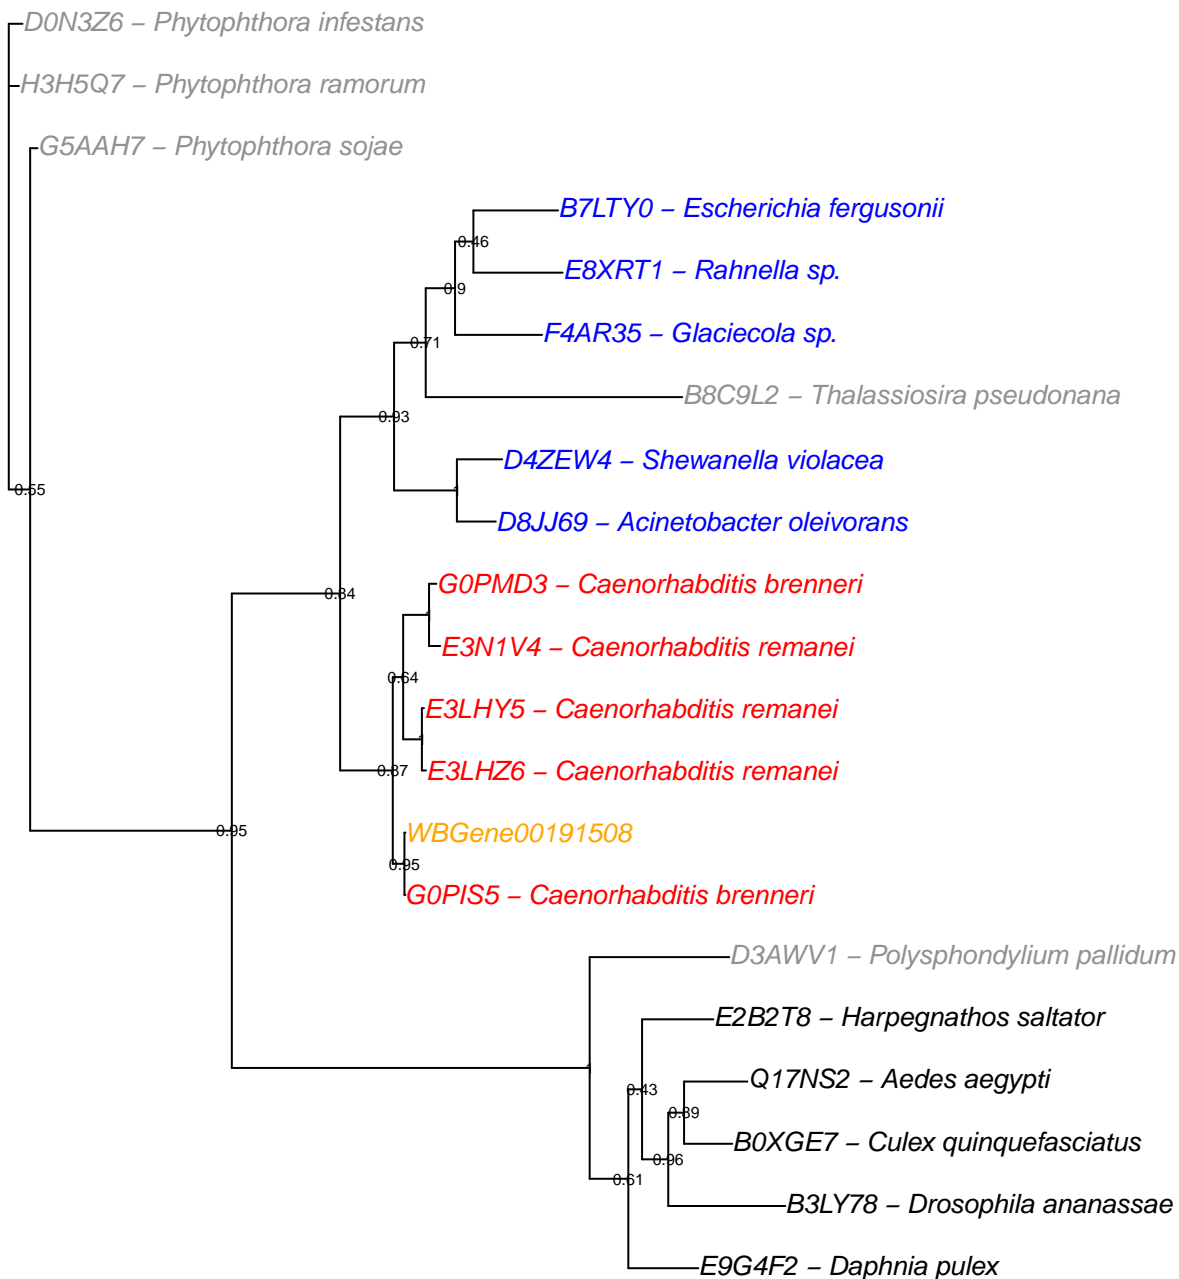 D0N3Z6 – Phytophthora infestans
H3H5Q7 – Phytophthora ramorum
G5AAH7 – Phytophthora sojae
B7LTY0 – Escherichia fergusonii
0.46
E8XRT1 – Rahnella sp.
0.9
F4AR35 – Glaciecola sp.
0.71
B8C9L2 – Thalassiosira pseudonana
0.93
D4ZEW4 – Shewanella violacea
0.55
1
D8JJ69 – Acinetobacter oleivorans
G0PMD3 – Caenorhabditis brenneri
0.84
1
E3N1V4 – Caenorhabditis remanei
0.64
E3LHY5 – Caenorhabditis remanei
1
E3LHZ6 – Caenorhabditis remanei
0.87
WBGene00191508
0.95
0.95
G0PIS5 – Caenorhabditis brenneri
D3AWV1 – Polysphondylium pallidum
E2B2T8 – Harpegnathos saltator
1
Q17NS2 – Aedes aegypti
0.43
0.89
B0XGE7 – Culex quinquefasciatus
0.96
0.61
B3LY78 – Drosophila ananassae
E9G4F2 – Daphnia pulex